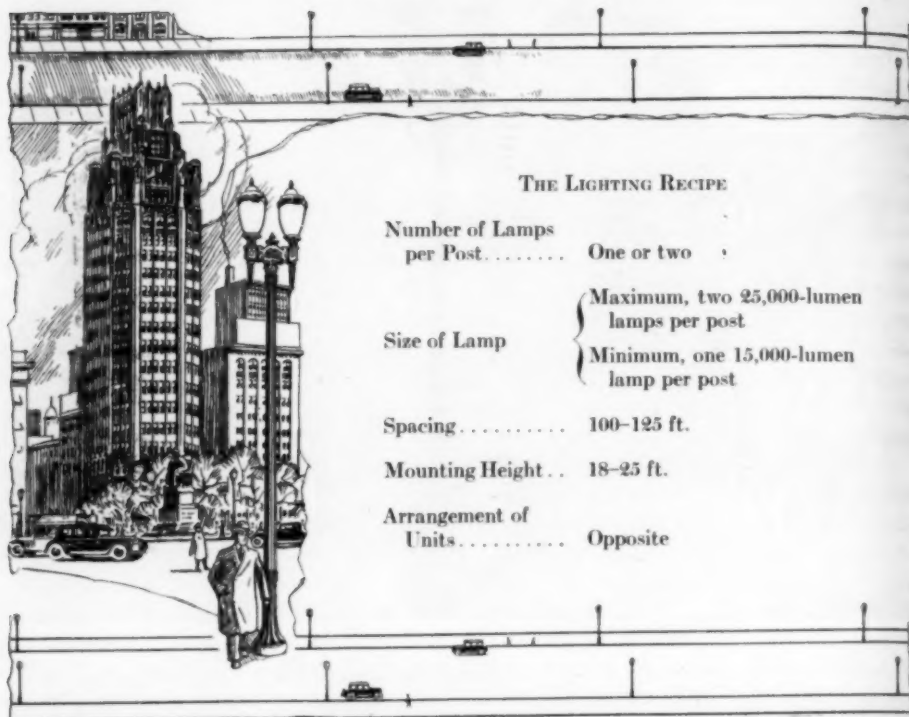 THE LIGHTING RECIPE
Number of Lamps
per Post........ One or two
Size of Lamp
Maximum, two 25,000-lumen
lamps per post
Minimum, one 15,000-lumen
lamp per post
Spacing.......... 100–125 ft.
Mounting Height.. 18–25 ft.
Arrangement of
Units.......... Opposite